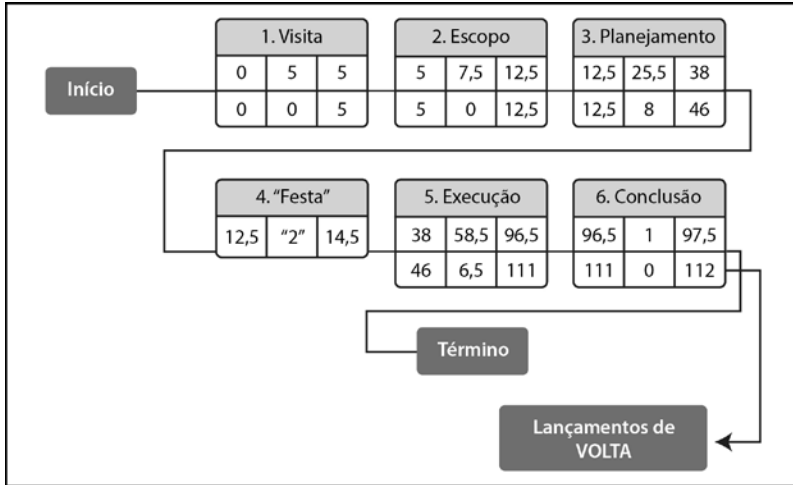 1. Visita
0 5 5
0 0 5
2. Escopo
5 7,5 12,5
5 0 12,5
3. Planejamento
12,5 25,5 38
12,5 8 46
Início
4. “Festa”
12,5 “2” 14,5
5. Execução
38 58,5 96,5
46 6,5 111
6. Conclusão
96,5 1 97,5
111 0 112
Término
Lançamentos de
VOLTA